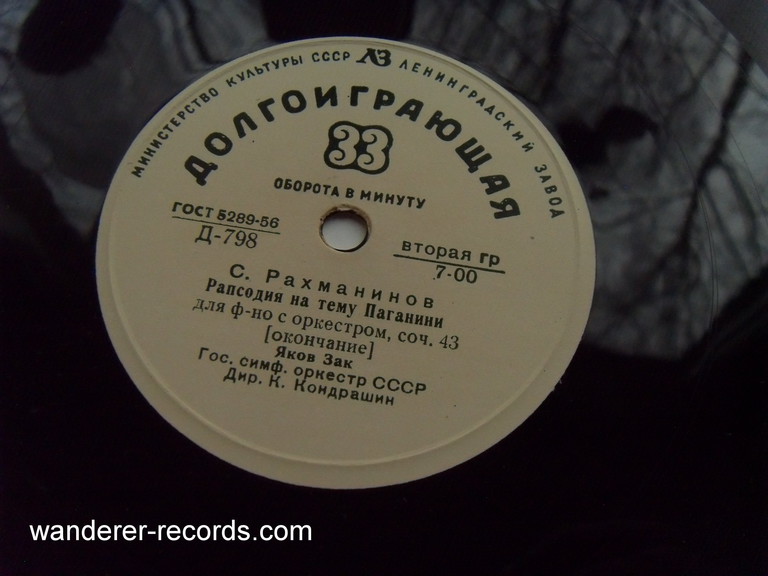 МИНИСТЕРСТВО КУЛЬТУРЫ СССР ЛЗ ЛЕНИНГРАДСКИЙ ЗАВОД
ДОЛГОИГРАЮЩАЯ
33
ОБОРОТА В МИНУТУ
ГОСТ 5289-56
Д-798
вторая гр
7-00
С. Рахманинов
Рапсодия на тему Паганини
для ф-но с оркестром, соч. 43
[окончание]
Яков Зак
Гос. симф. оркестр СССР
Дир. К. Кондрашин
wanderer-records.com